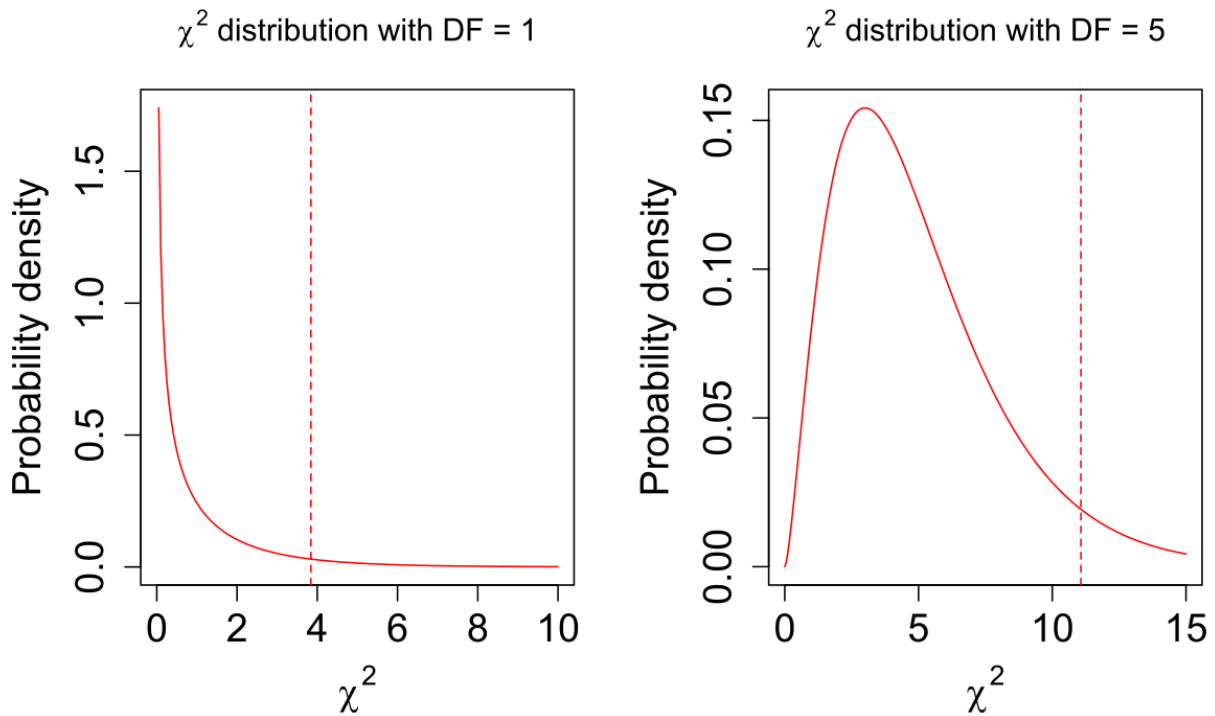 χ² distribution with DF = 1
Probability density
0.0 0.5 1.0 1.5
0 2 4 6 8 10
χ²
χ² distribution with DF = 5
Probability density
0.00 0.05 0.10 0.15
0 5 10 15
χ²